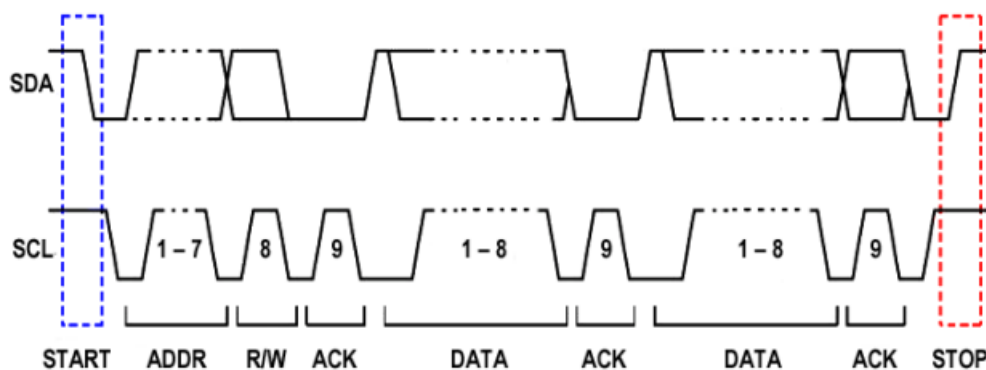 SDA
SCL 1 – 7 8 9 1 – 8 9 1 – 8 9
START ADDR R/W ACK DATA ACK DATA ACK STOP